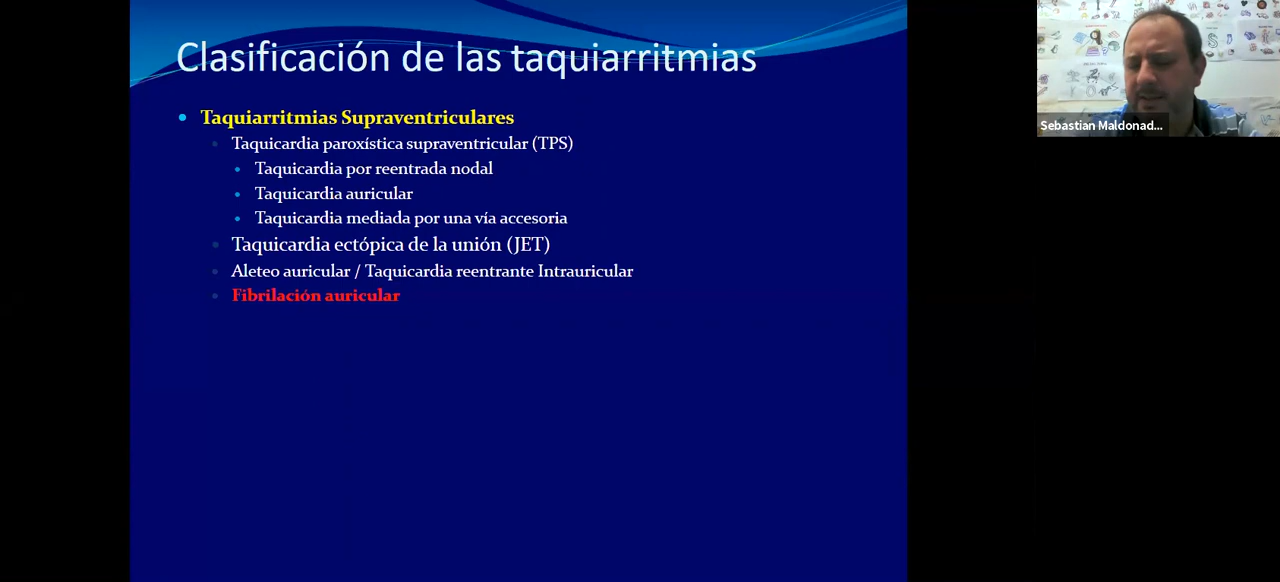 Clasificación de las taquiarritmias
Taquiarritmias Supraventriculares
Taquicardia paroxística supraventricular (TPS)
Taquicardia por reentrada nodal
Taquicardia auricular
Taquicardia mediada por una vía accesoria
Taquicardia ectópica de la unión (JET)
Aleteo auricular / Taquicardia reentrante Intrauricular
Fibrilación auricular
Sebastian Maldonad...